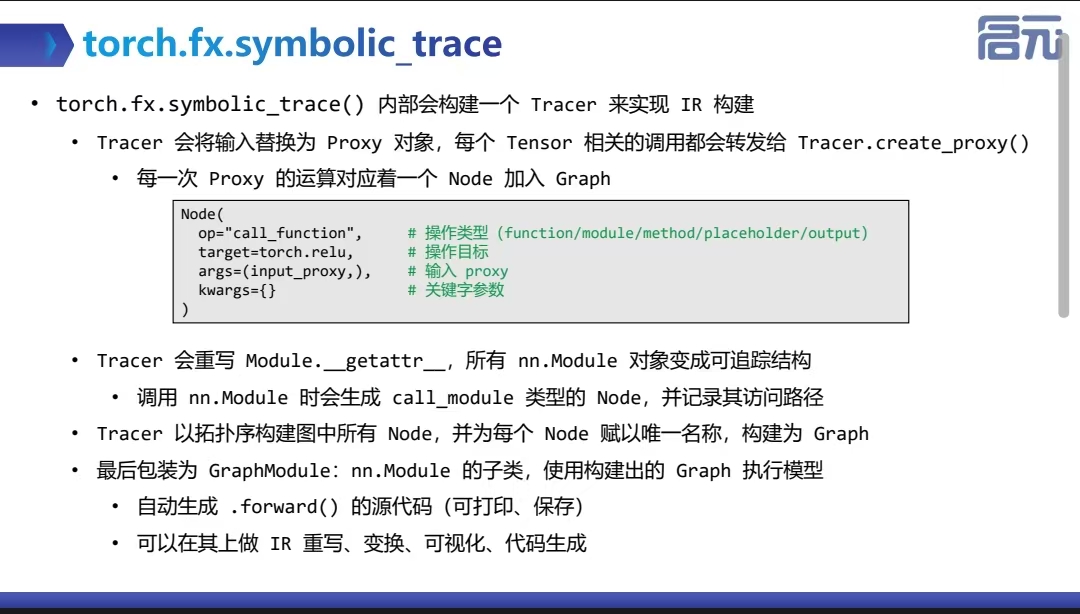 torch.fx.symbolic_trace
启元
• torch.fx.symbolic_trace() 内部会构建一个 Tracer 来实现 IR 构建
• Tracer 会将输入替换为 Proxy 对象，每个 Tensor 相关的调用都会转发给 Tracer.create_proxy()
• 每一次 Proxy 的运算对应着一个 Node 加入 Graph
Node(
op="call_function", # 操作类型（function/module/method/placeholder/output)
target=torch.relu, # 操作目标
args=(input_proxy,), # 输入 proxy
kwargs={} # 关键字参数
)
• Tracer 会重写 Module.__getattr__，所有 nn.Module 对象变成可追踪结构
• 调用 nn.Module 时会生成 call_module 类型的 Node，并记录其访问路径
• Tracer 以拓扑序构建图中所有 Node，并为每个 Node 赋以唯一名称，构建为 Graph
• 最后包装为 GraphModule：nn.Module 的子类，使用构建出的 Graph 执行模型
• 自动生成 .forward() 的源代码（可打印、保存）
• 可以在其上做 IR 重写、变换、可视化、代码生成